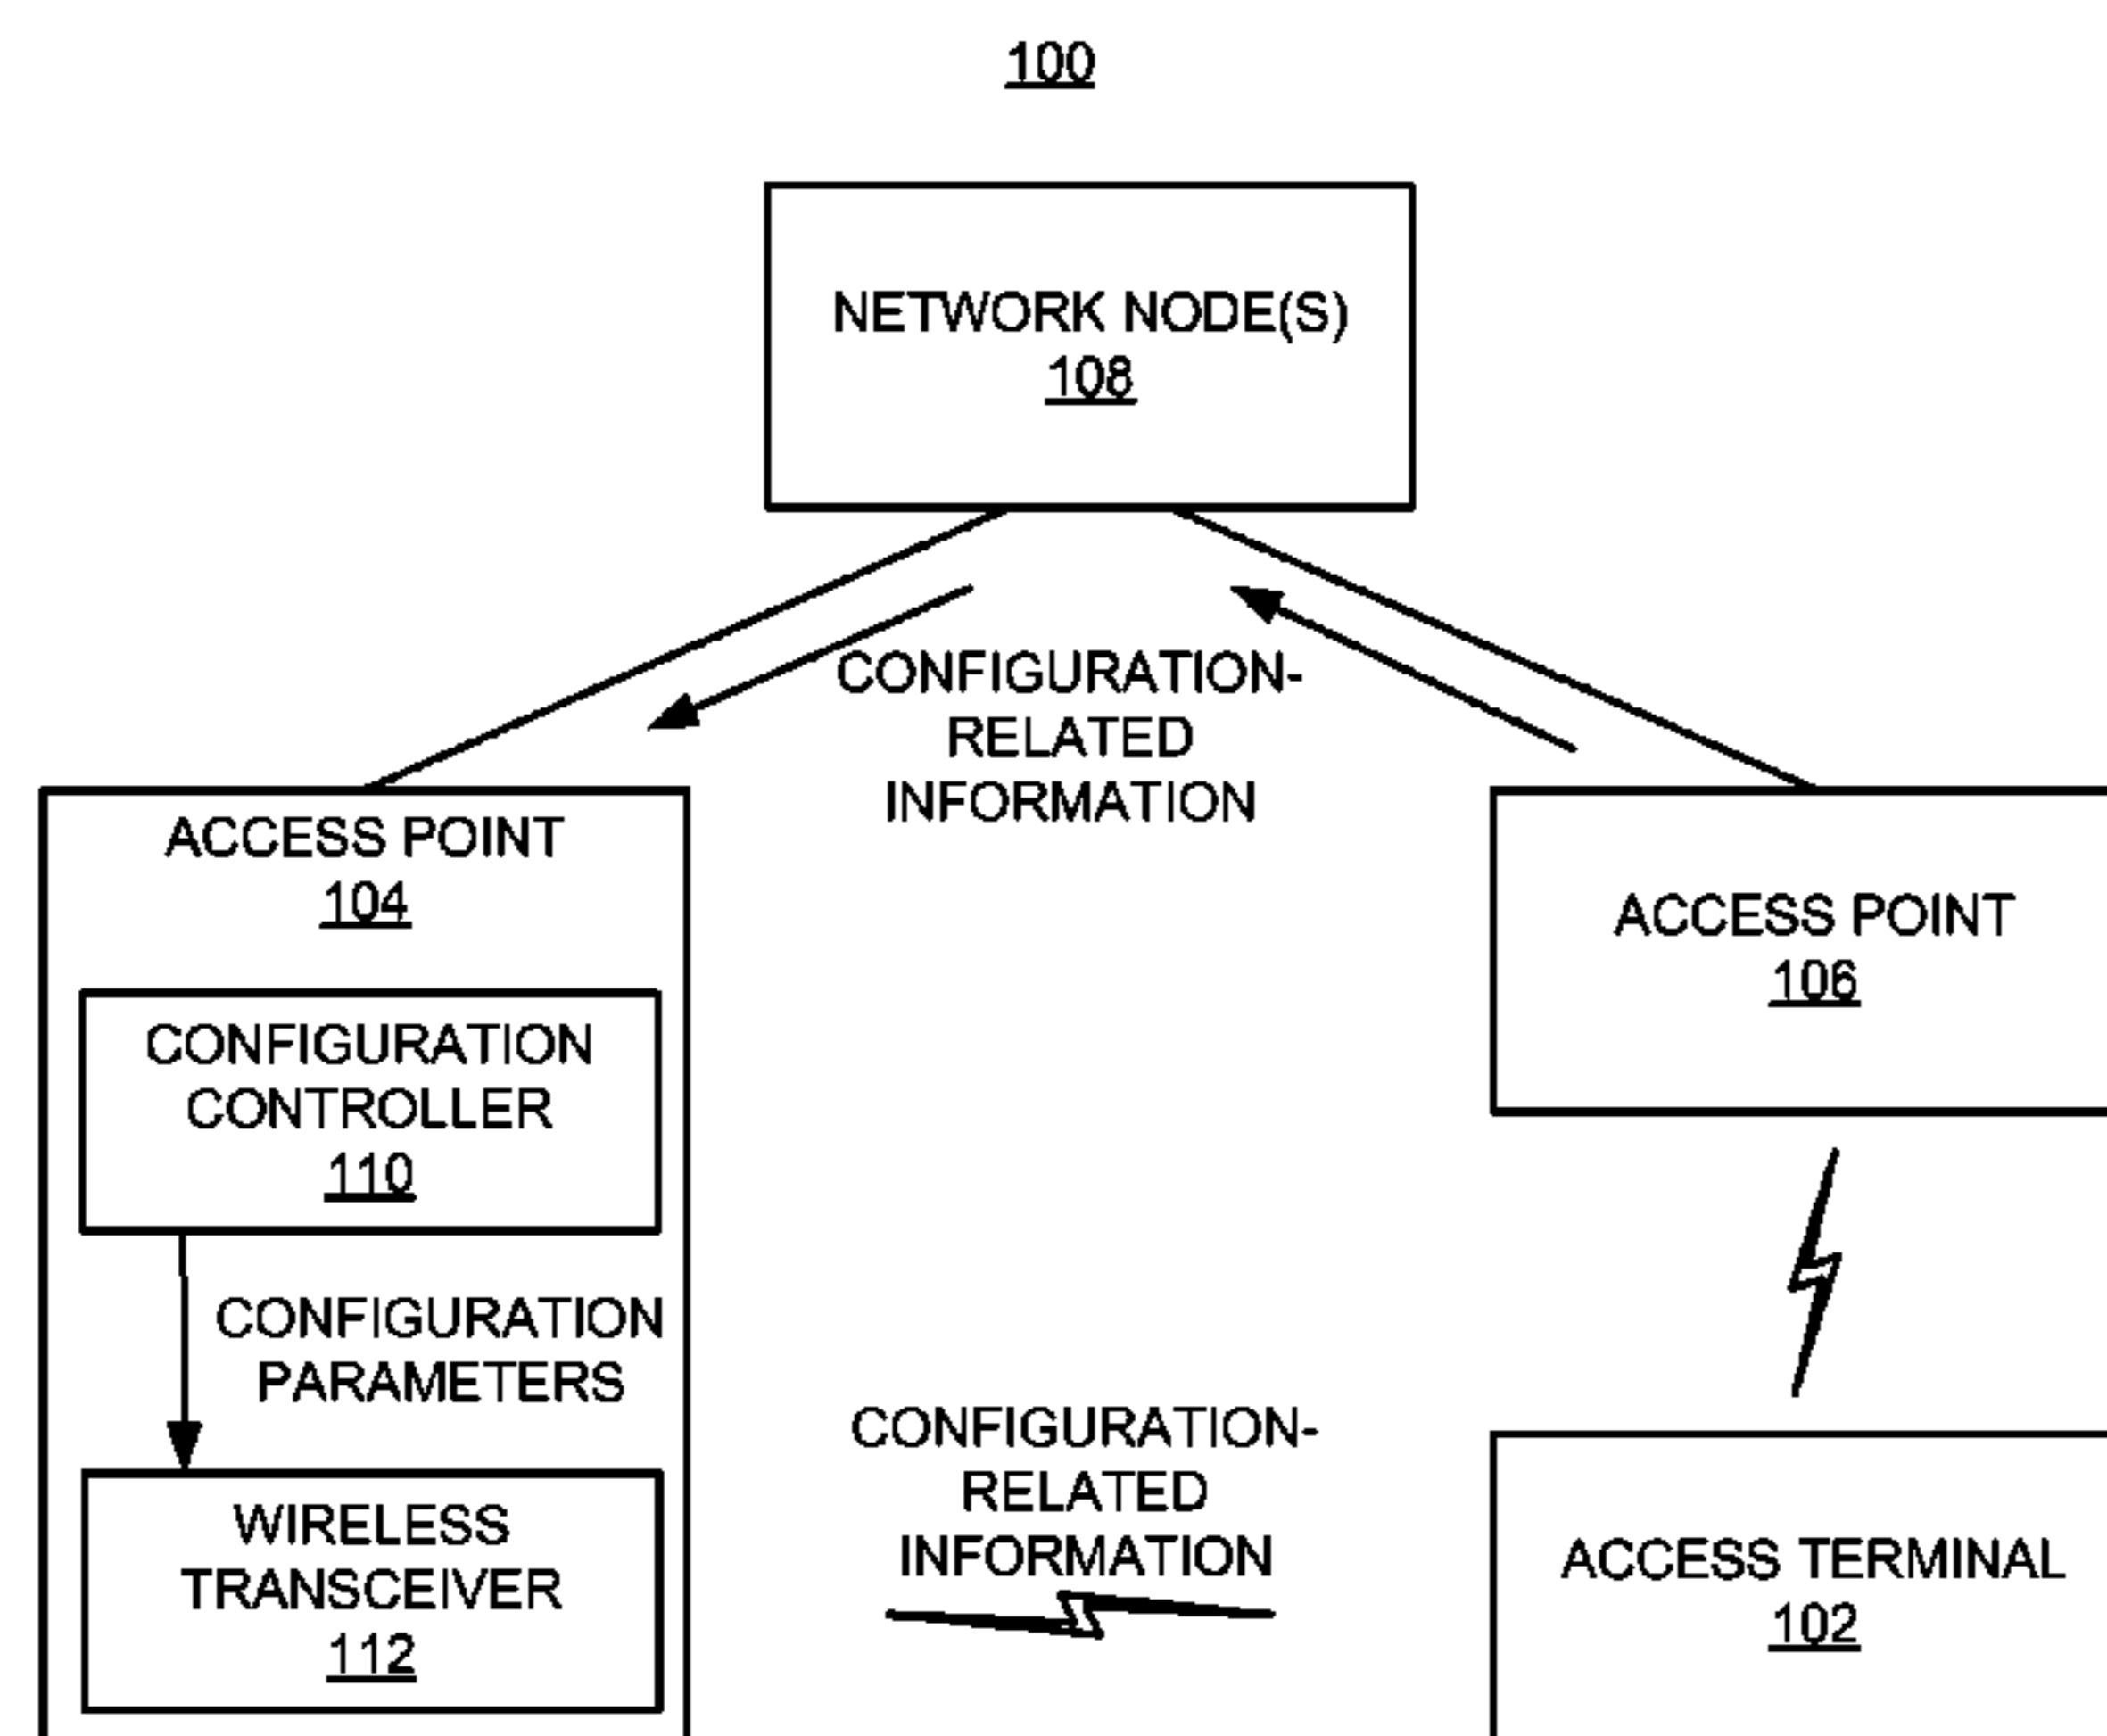 100
NETWORK NODE(S)
108
CONFIGURATION-
RELATED
INFORMATION
ACCESS POINT
104
ACCESS POINT
106
CONFIGURATION
CONTROLLER
110
CONFIGURATION
PARAMETERS
CONFIGURATION-
RELATED
INFORMATION
WIRELESS
TRANSCEIVER
112
ACCESS TERMINAL
102